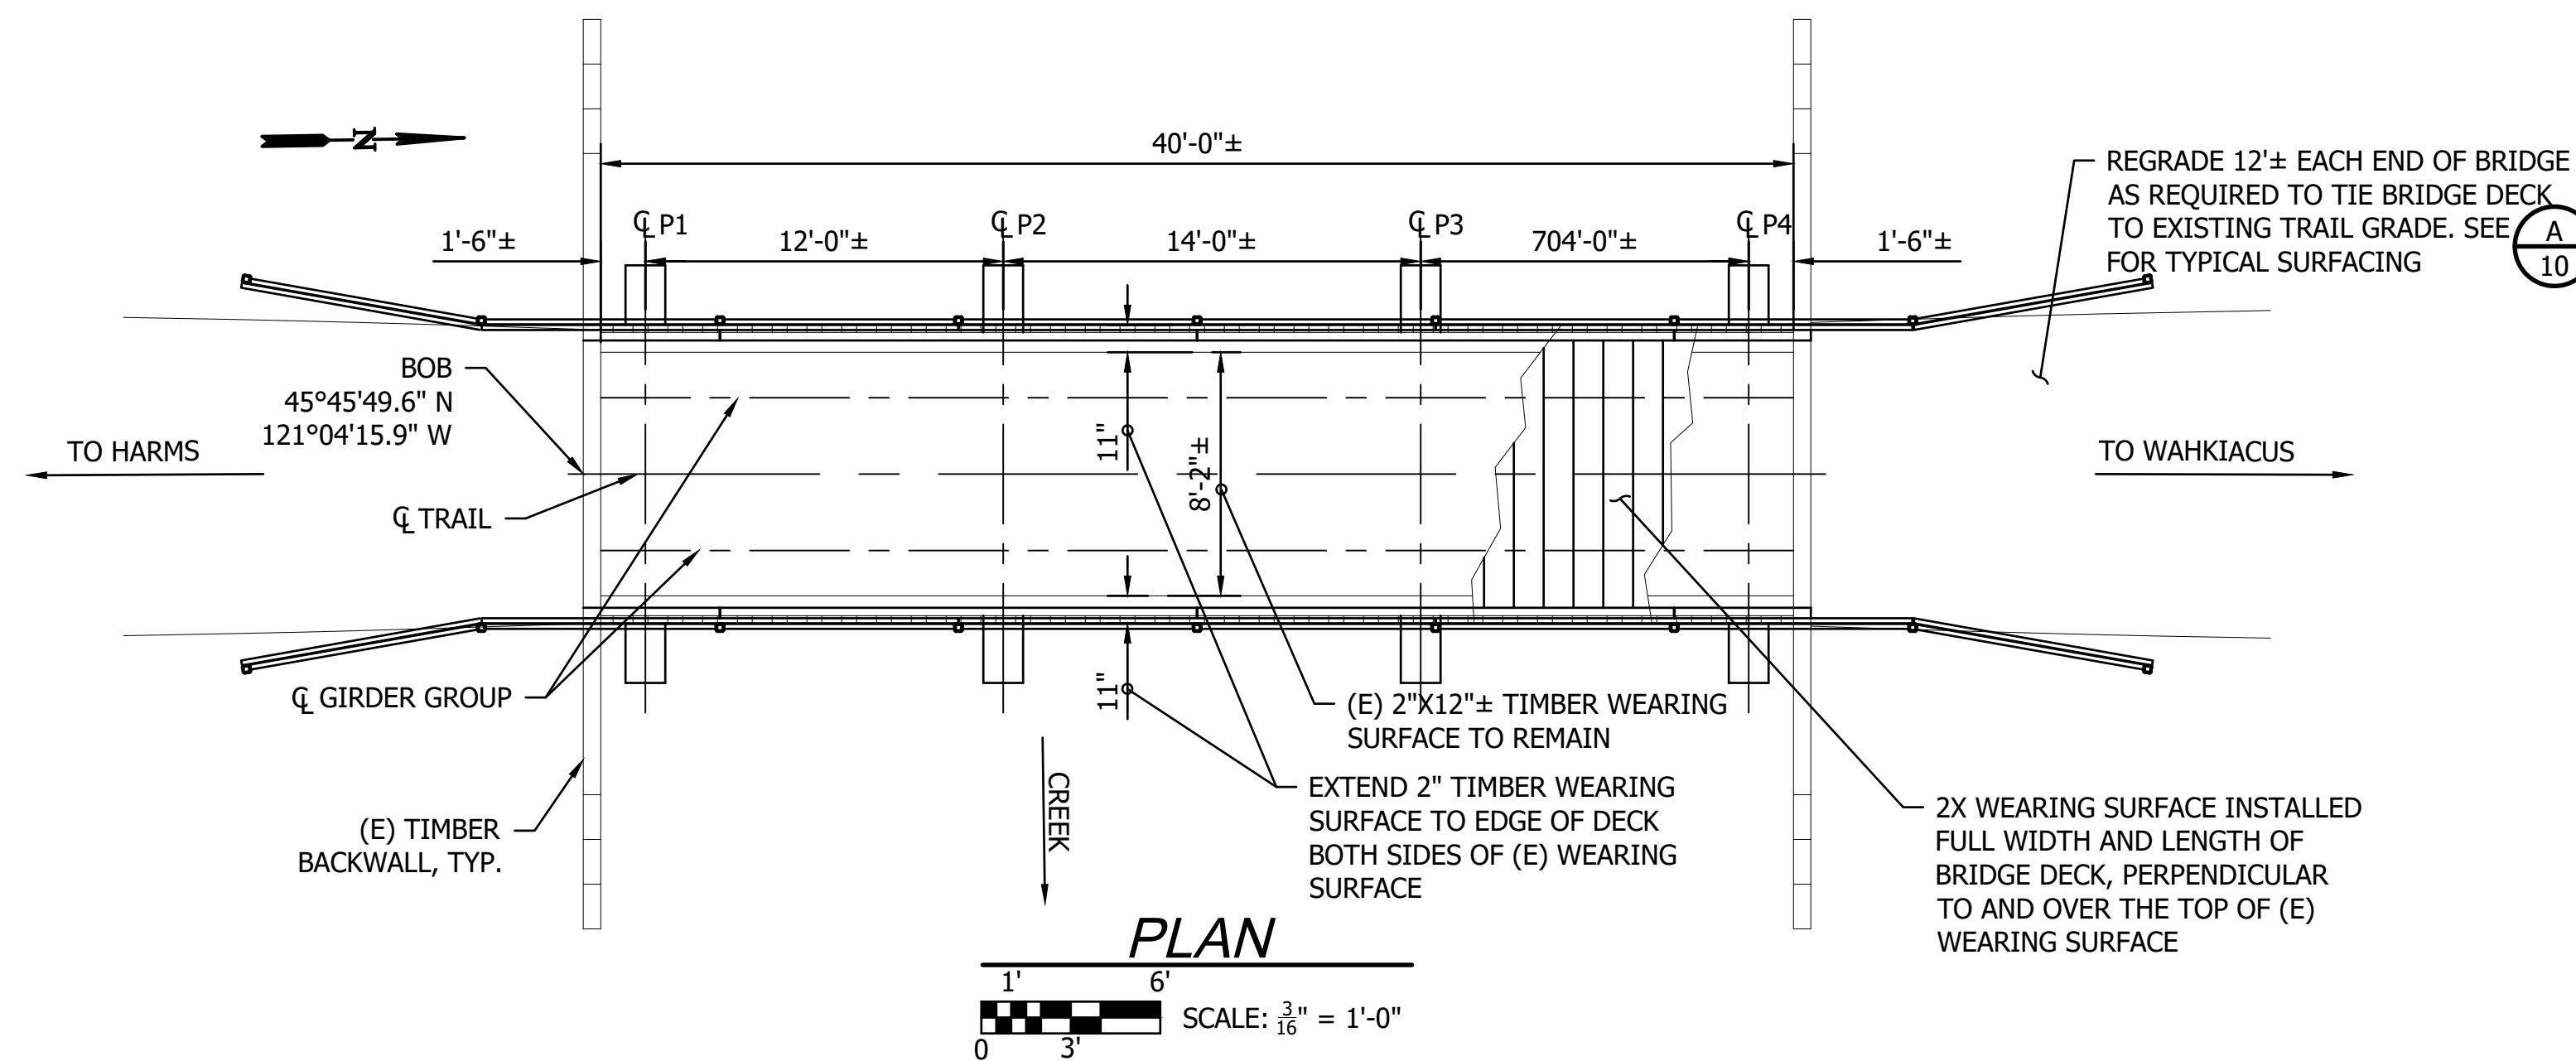 N
40'-0"±
1'-6"±
℄ P1
12'-0"±
℄ P2
14'-0"±
℄ P3
704'-0"±
℄ P4
1'-6"±
REGRADE 12'± EACH END OF BRIDGE
AS REQUIRED TO TIE BRIDGE DECK
TO EXISTING TRAIL GRADE. SEE
FOR TYPICAL SURFACING
A
10
BOB
45°45'49.6" N
121°04'15.9" W
TO HARMS
℄ TRAIL
11"
8'-2"±
TO WAHKIACUS
℄ GIRDER GROUP
11"
(E) 2"X12"± TIMBER WEARING
SURFACE TO REMAIN
(E) TIMBER
BACKWALL, TYP.
CREEK
EXTEND 2" TIMBER WEARING
SURFACE TO EDGE OF DECK
BOTH SIDES OF (E) WEARING
SURFACE
2X WEARING SURFACE INSTALLED
FULL WIDTH AND LENGTH OF
BRIDGE DECK, PERPENDICULAR
TO AND OVER THE TOP OF (E)
WEARING SURFACE
PLAN
1' 6'
SCALE: 3/16" = 1'-0"
0 3'